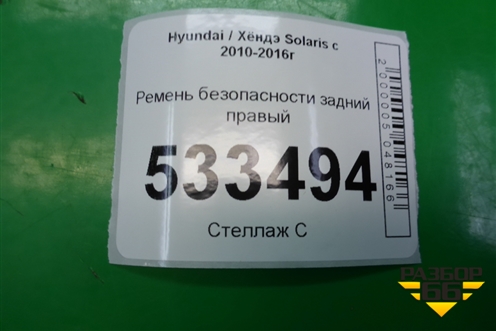 Hyundai / Хёндэ Solaris с
2010-2016г
Ремень безопасности задний
правый
533494
Стеллаж С
2000005048166
РАЗБОР
66